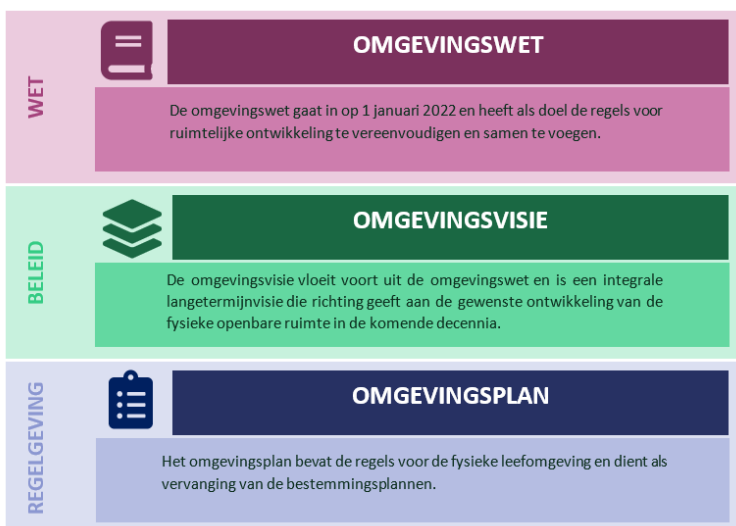 WET
OMGEVINGSWET
De omgevingswet gaat in op 1 januari 2022 en heeft als doel de regels voor
ruimtelijke ontwikkeling te vereenvoudigen en samen te voegen.
BELEID
OMGEVINGSVISIE
De omgevingsvisie vloeit voort uit de omgevingswet en is een integrale
langetermijnvisie die richting geeft aan de gewenste ontwikkeling van de
fysieke openbare ruimte in de komende decennia.
REGELGEVING
OMGEVINGSPLAN
Het omgevingsplan bevat de regels voor de fysieke leefomgeving en dient als
vervanging van de bestemmingsplannen.